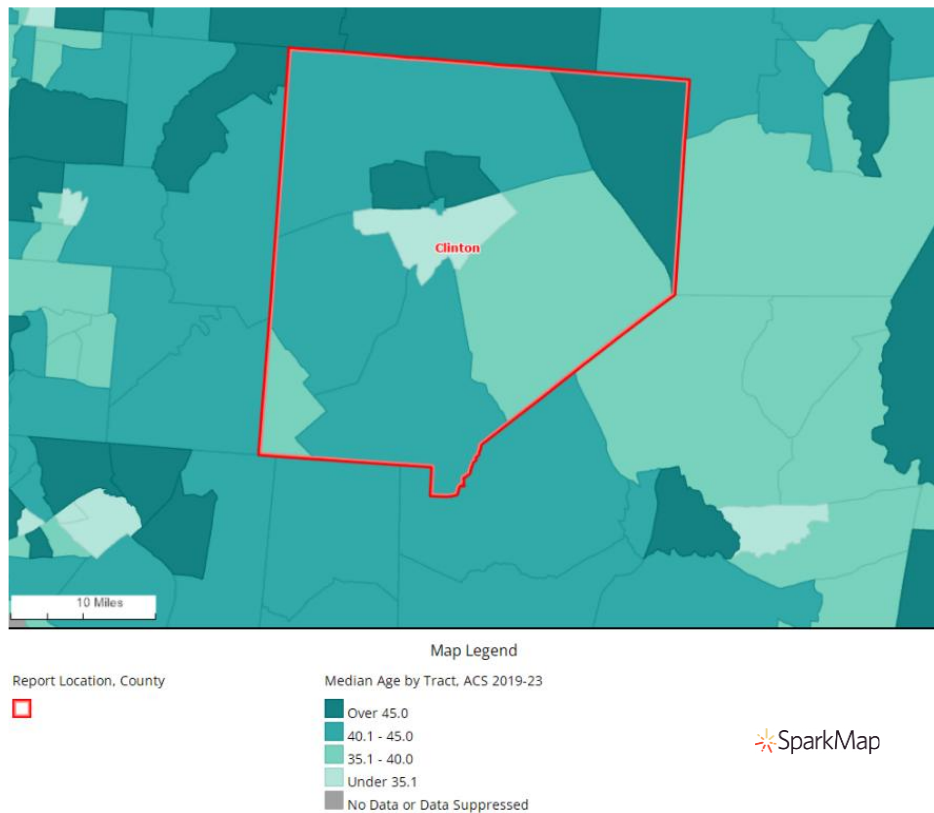 Clinton
10 Miles
Map Legend
Report Location, County
Median Age by Tract, ACS 2019-23
Over 45.0
40.1 - 45.0
35.1 - 40.0
Under 35.1
No Data or Data Suppressed
SparkMap